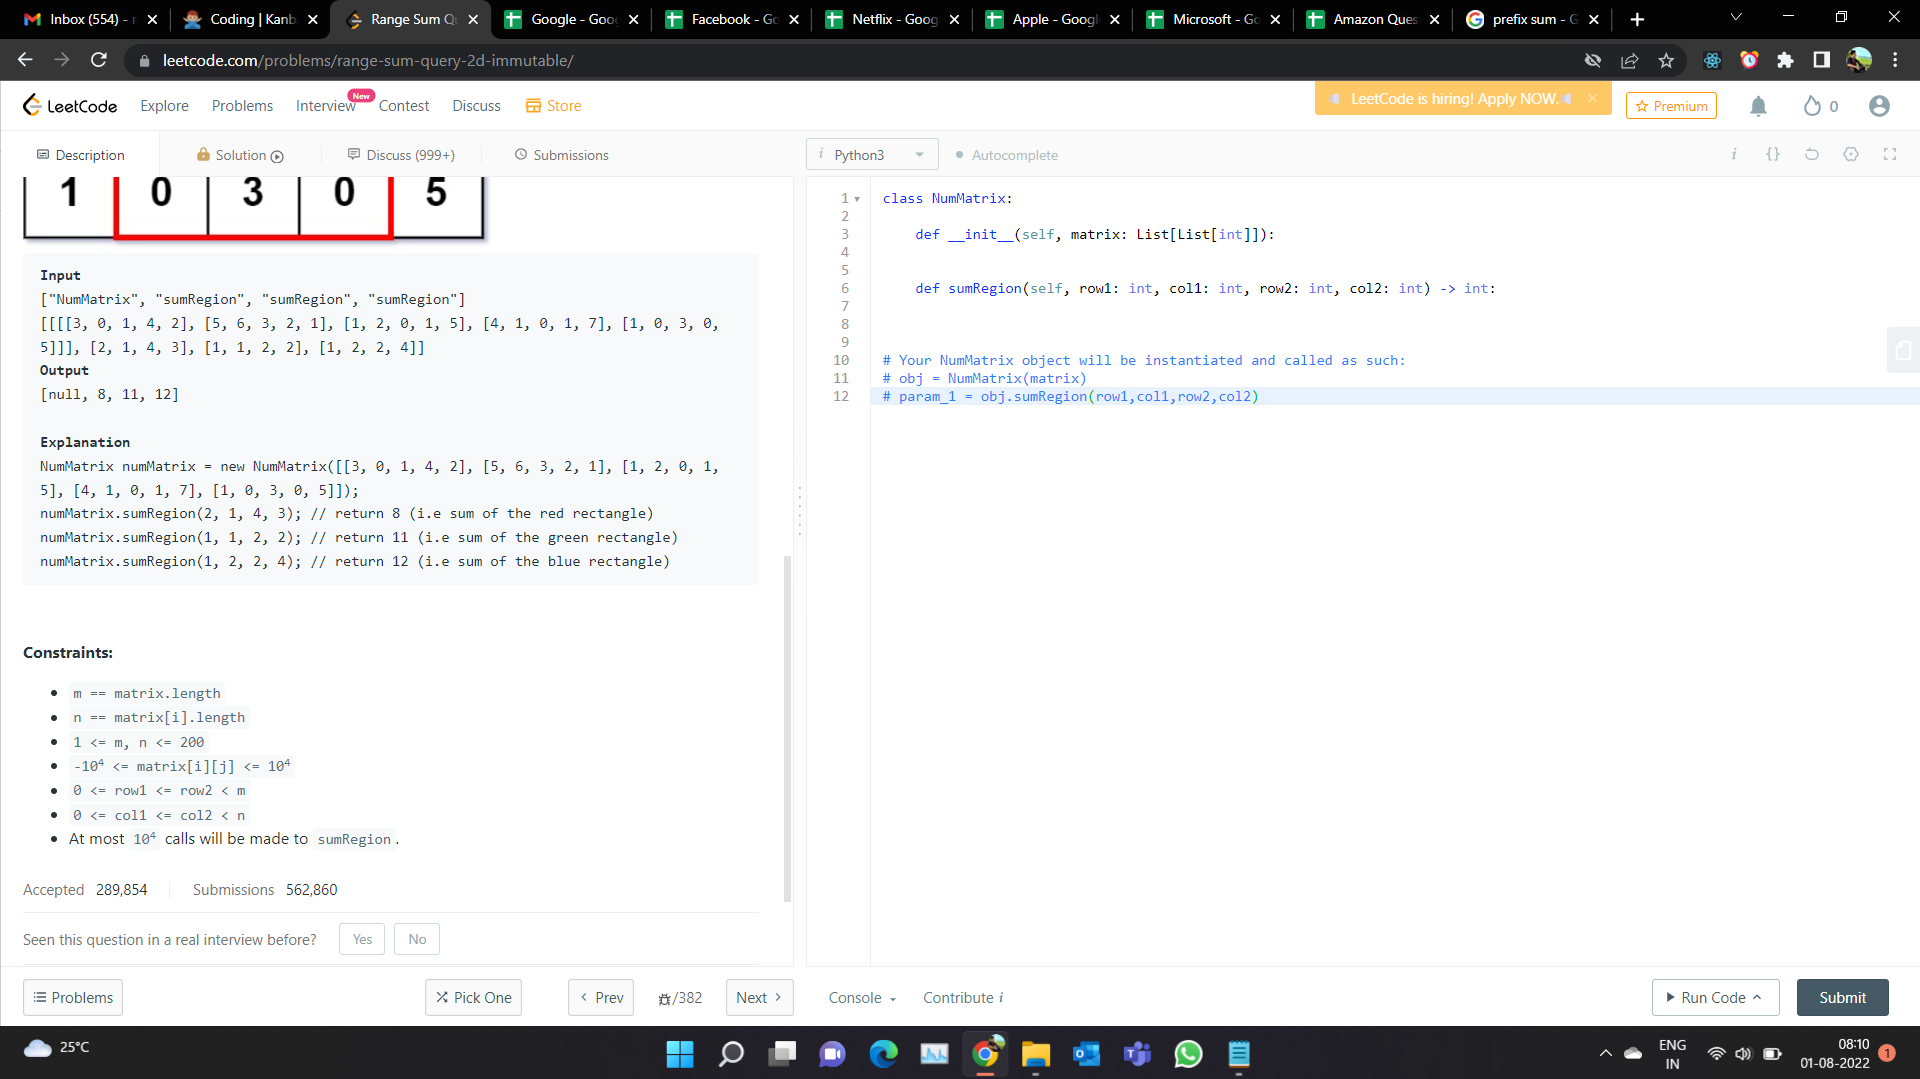 Inbox (554) - r
Coding | Kanb
Range Sum Qu
Google - Goog
Facebook - Go
Netflix - Goog
Apple - Googl
Microsoft - Go
Amazon Ques
prefix sum - G
leetcode.com/problems/range-sum-query-2d-immutable/
LeetCode
Explore
Problems
Interview
New
Contest
Discuss
Store
LeetCode is hiring! Apply NOW.
Premium
0
Description
Solution
Discuss (999+)
Submissions
i Python3
Autocomplete
i {}
1 0 3 0 5
Input
["NumMatrix", "sumRegion", "sumRegion", "sumRegion"]
[[[[3, 0, 1, 4, 2], [5, 6, 3, 2, 1], [1, 2, 0, 1, 5], [4, 1, 0, 1, 7], [1, 0, 3, 0,
5]]], [2, 1, 4, 3], [1, 1, 2, 2], [1, 2, 2, 4]]
Output
[null, 8, 11, 12]
Explanation
NumMatrix numMatrix = new NumMatrix([[3, 0, 1, 4, 2], [5, 6, 3, 2, 1], [1, 2, 0, 1,
5], [4, 1, 0, 1, 7], [1, 0, 3, 0, 5]]);
numMatrix.sumRegion(2, 1, 4, 3); // return 8 (i.e sum of the red rectangle)
numMatrix.sumRegion(1, 1, 2, 2); // return 11 (i.e sum of the green rectangle)
numMatrix.sumRegion(1, 2, 2, 4); // return 12 (i.e sum of the blue rectangle)
Constraints:
• m == matrix.length
• n == matrix[i].length
• 1 <= m, n <= 200
• -10⁴ <= matrix[i][j] <= 10⁴
• 0 <= row1 <= row2 < m
• 0 <= col1 <= col2 < n
• At most 10⁴ calls will be made to sumRegion.
Accepted 289,854 Submissions 562,860
Seen this question in a real interview before? Yes No
1 class NumMatrix:
2
3 def __init__(self, matrix: List[List[int]]):
4
5
6 def sumRegion(self, row1: int, col1: int, row2: int, col2: int) -> int:
7
8
9
10 # Your NumMatrix object will be instantiated and called as such:
11 # obj = NumMatrix(matrix)
12 # param_1 = obj.sumRegion(row1,col1,row2,col2)
Problems
Pick One
Prev
/382
Next
Console
Contribute i
Run Code
Submit
25°C
ENG
IN
08:10
01-08-2022
1